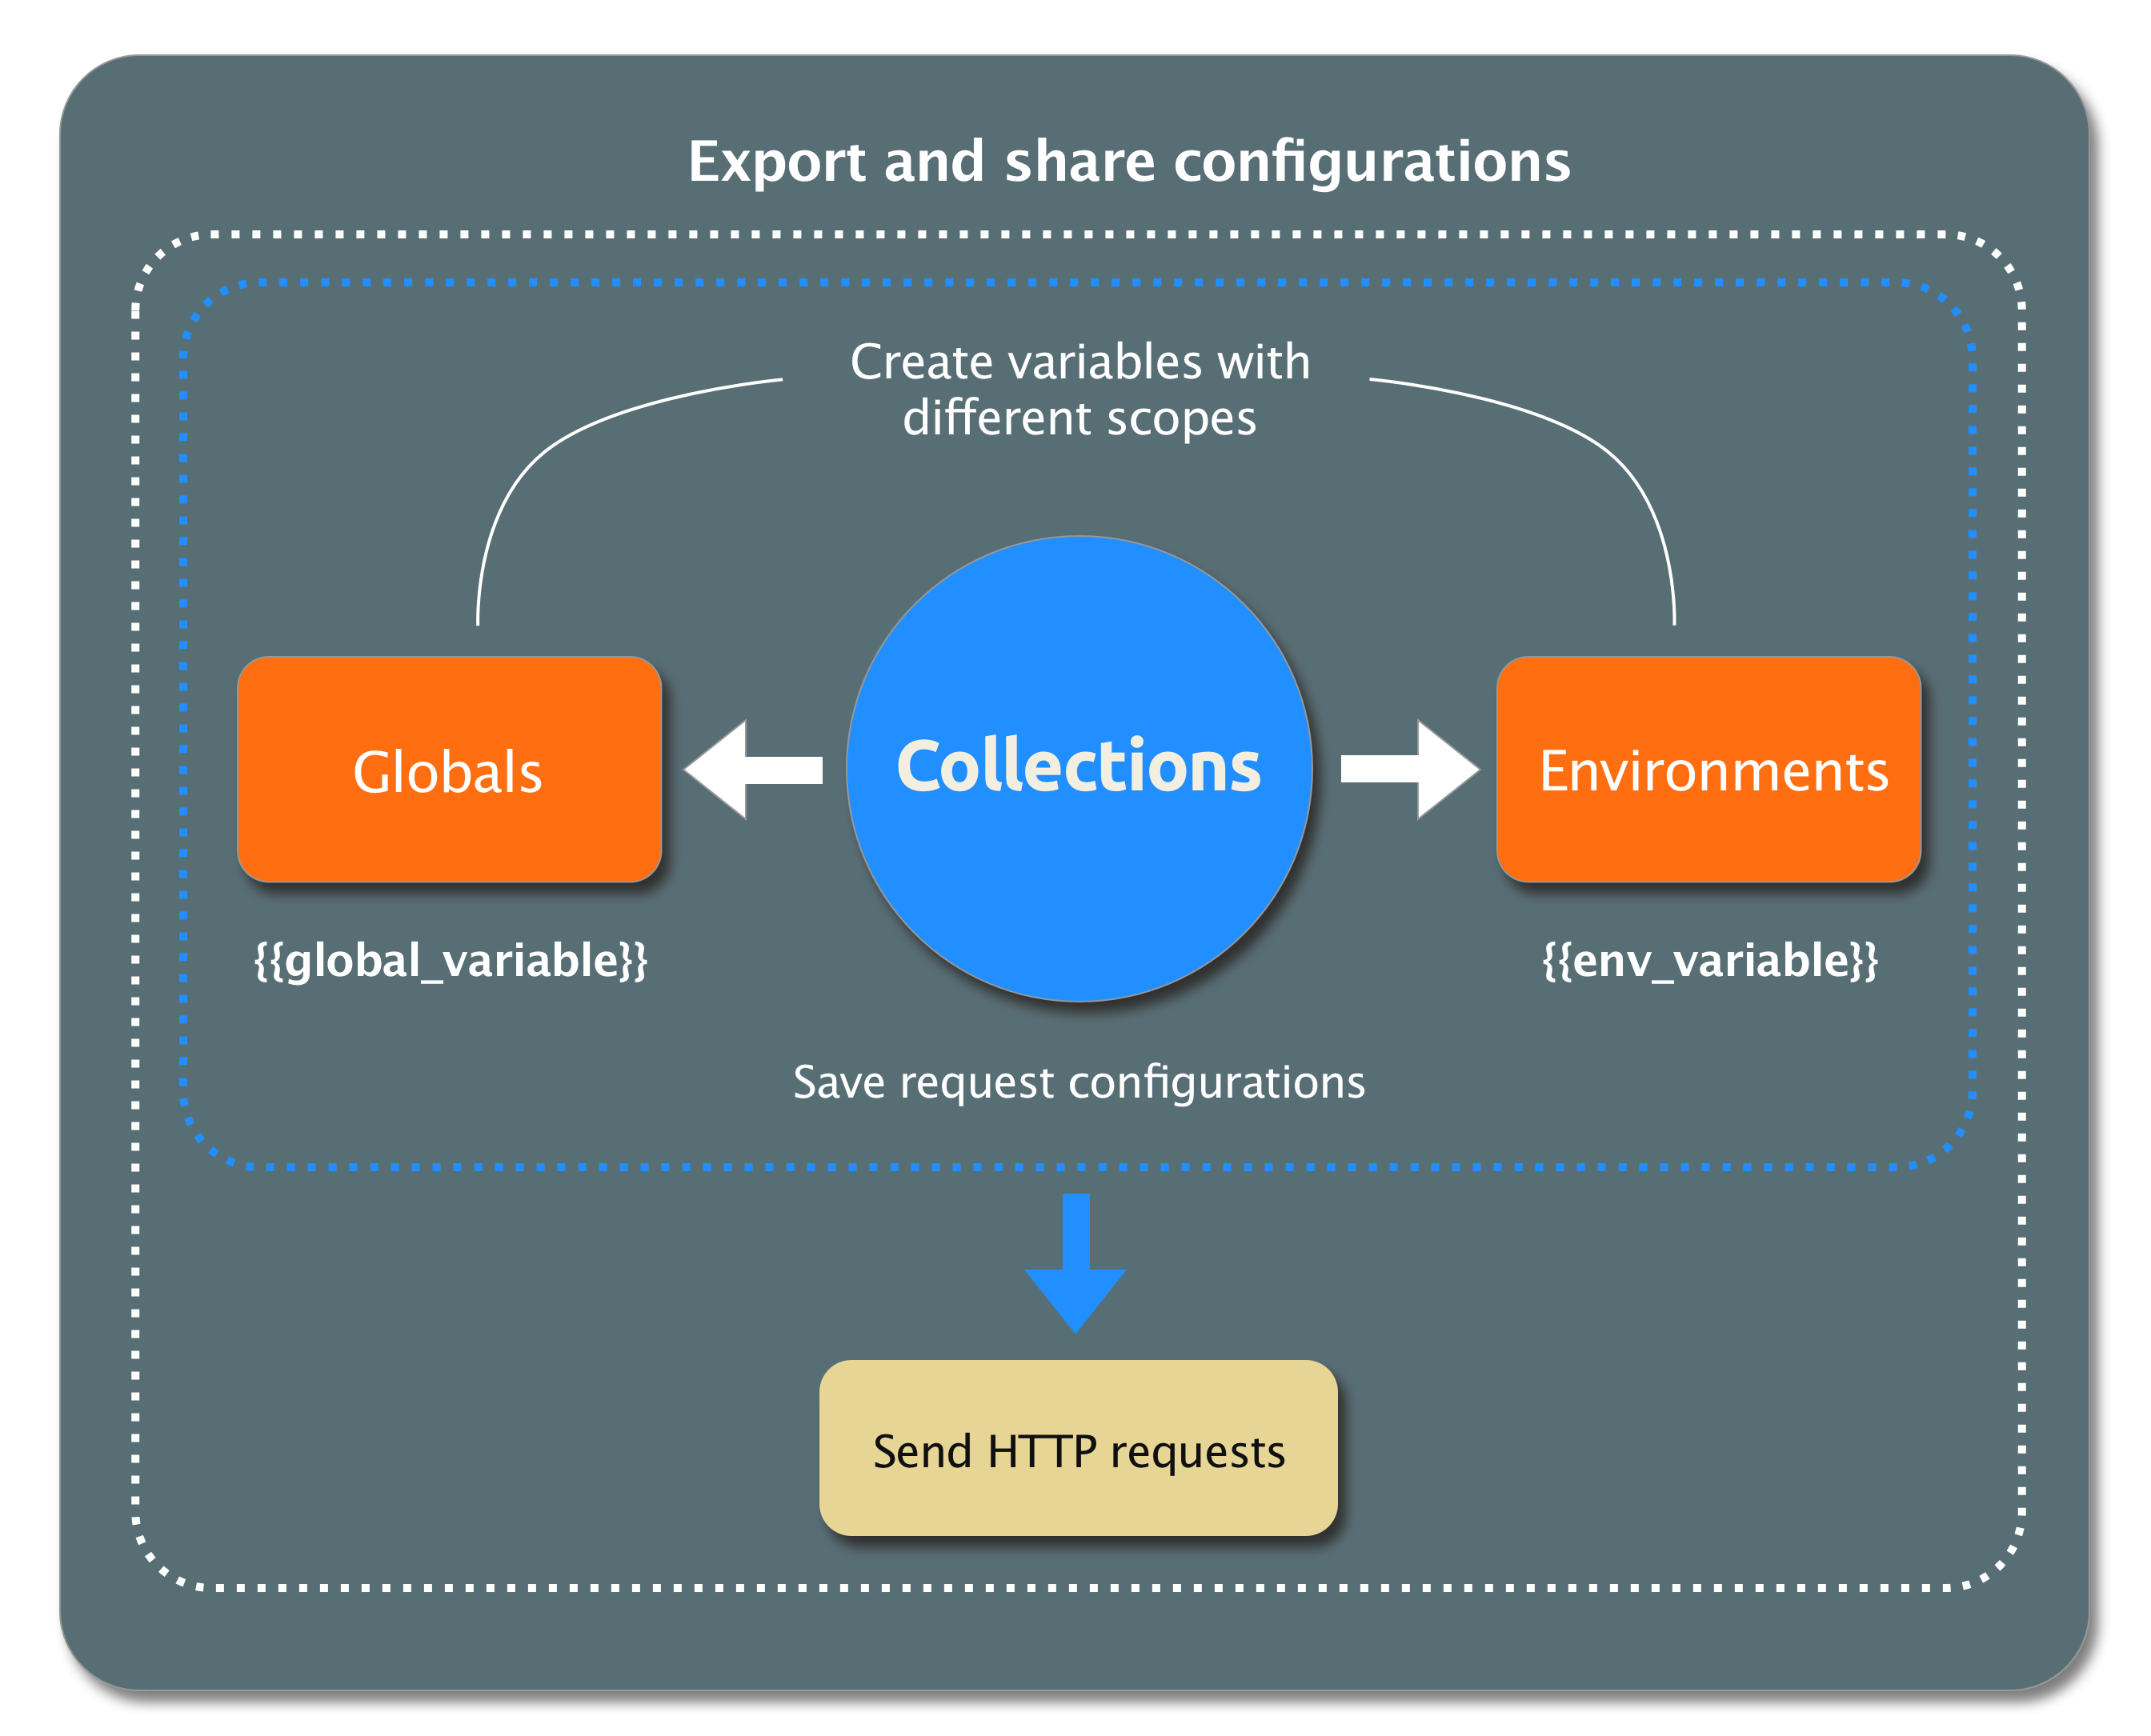 Export and share configurations
Create variables with
different scopes
Globals
Collections
Environments
{{global_variable}}
{{env_variable}}
Save request configurations
Send HTTP requests